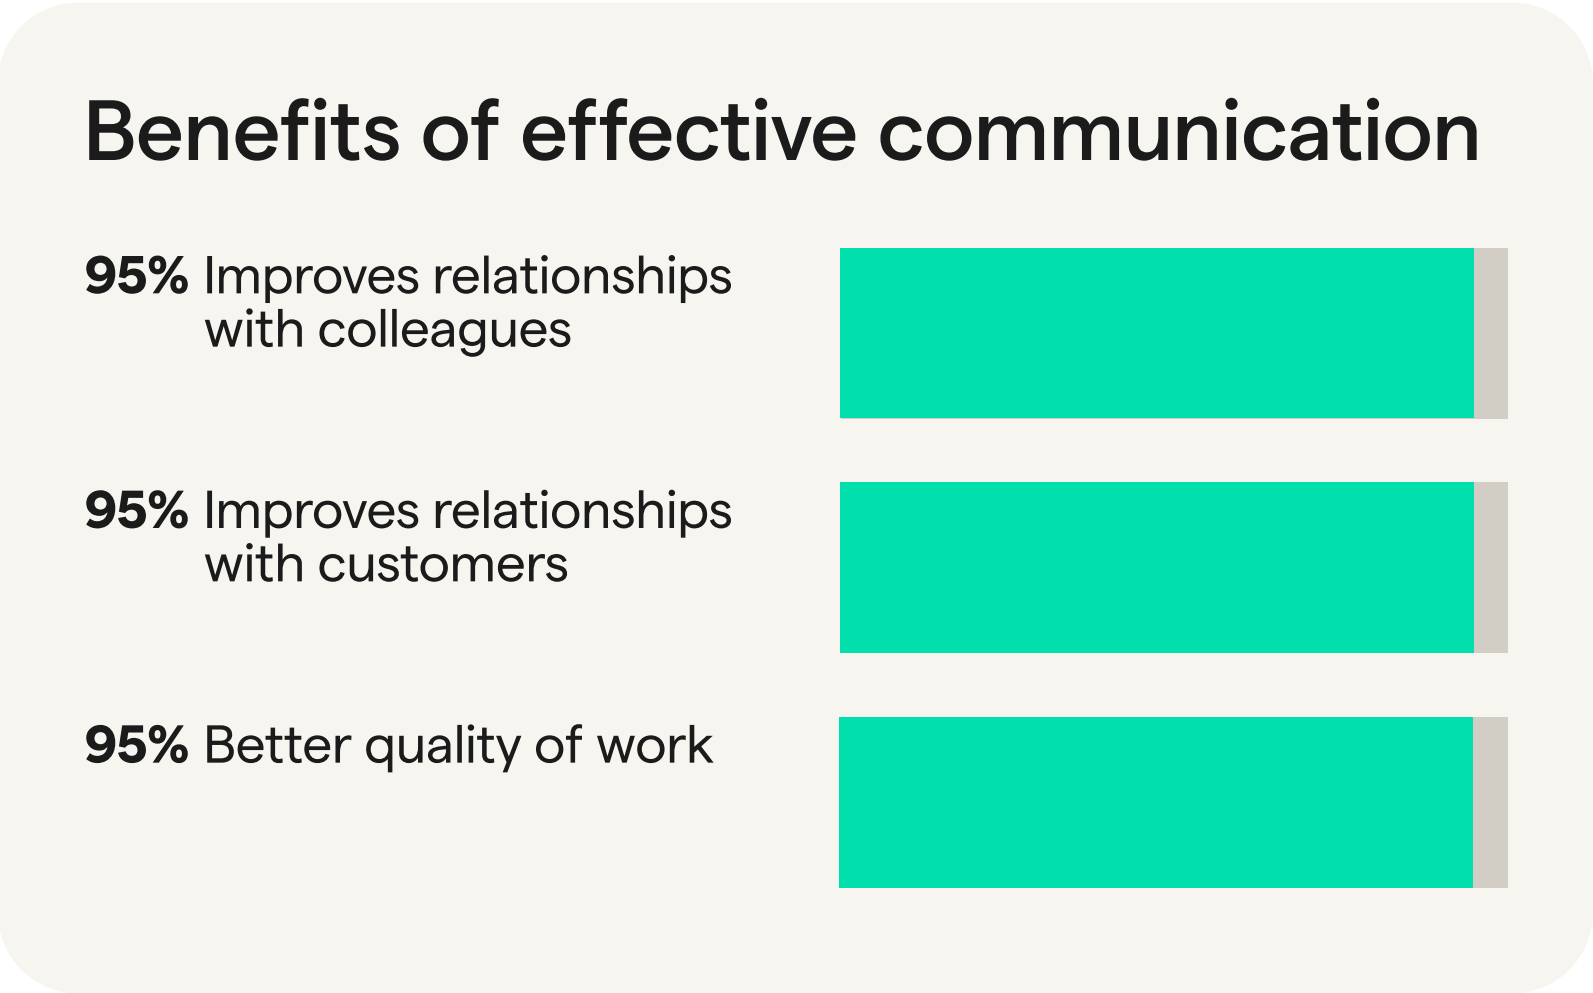 Benefits of effective communication
95% Improves relationships
with colleagues
95% Improves relationships
with customers
95% Better quality of work